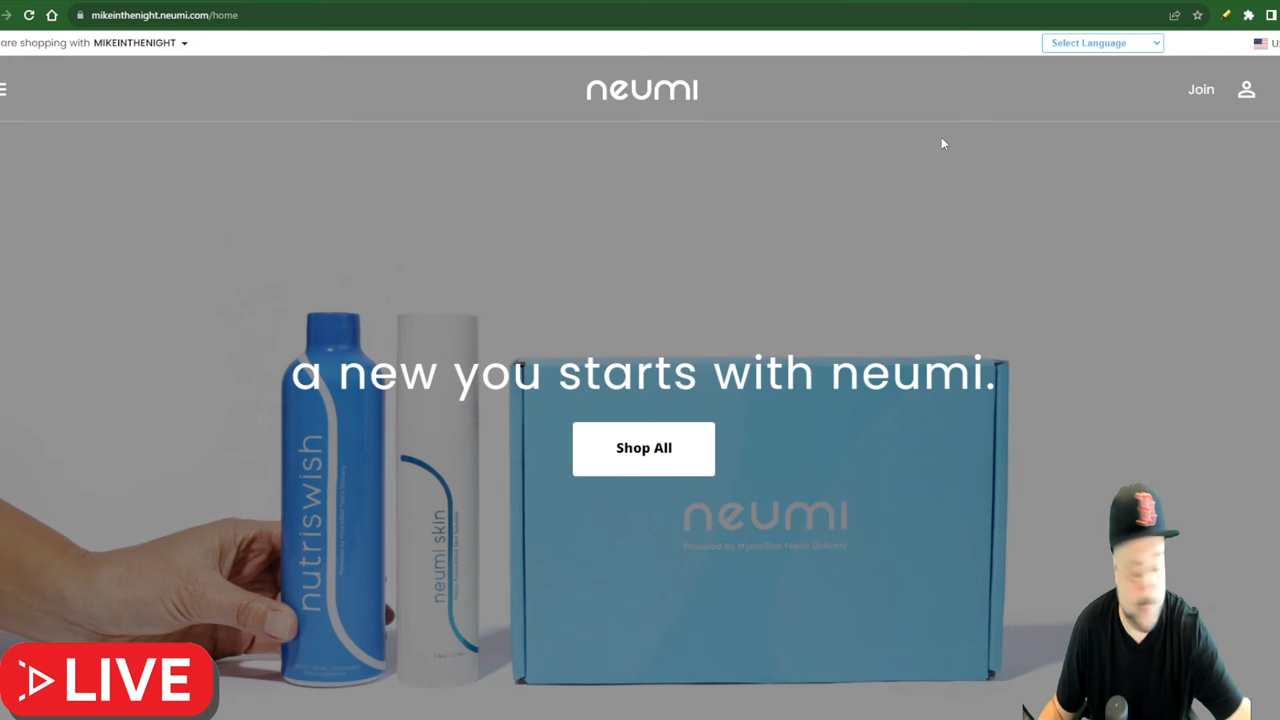 mikeinthenight.neumi.com/home
are shopping with MIKEINTHENIGHT
Select Language
neumi
Join
a new you starts with neumi.
Shop All
nutriswish
neumi skin
neumi
Powered by HydraStat Nano Delivery
LIVE